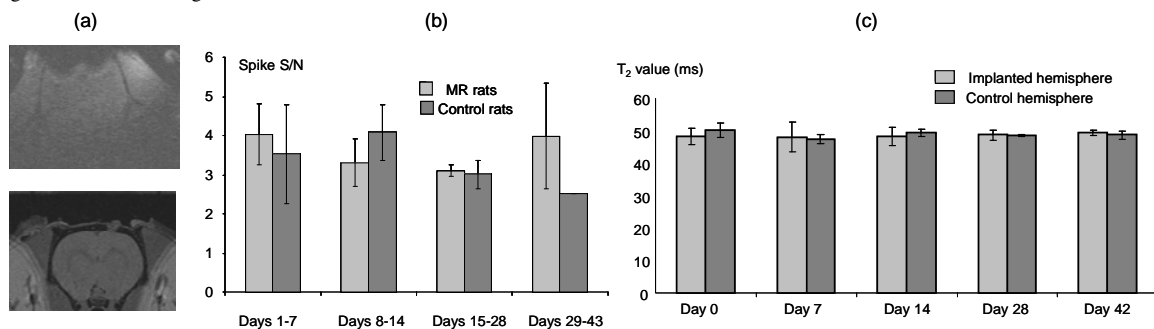 (a)
(b)
(c)
Spike S/N
MR rats
Control rats
6
5
4
3
2
1
0
Days 1-7 Days 8-14 Days 15-28 Days 29-43
T₂ value (ms)
Implanted hemisphere
Control hemisphere
60
50
40
30
20
10
0
Day 0 Day 7 Day 14 Day 28 Day 42